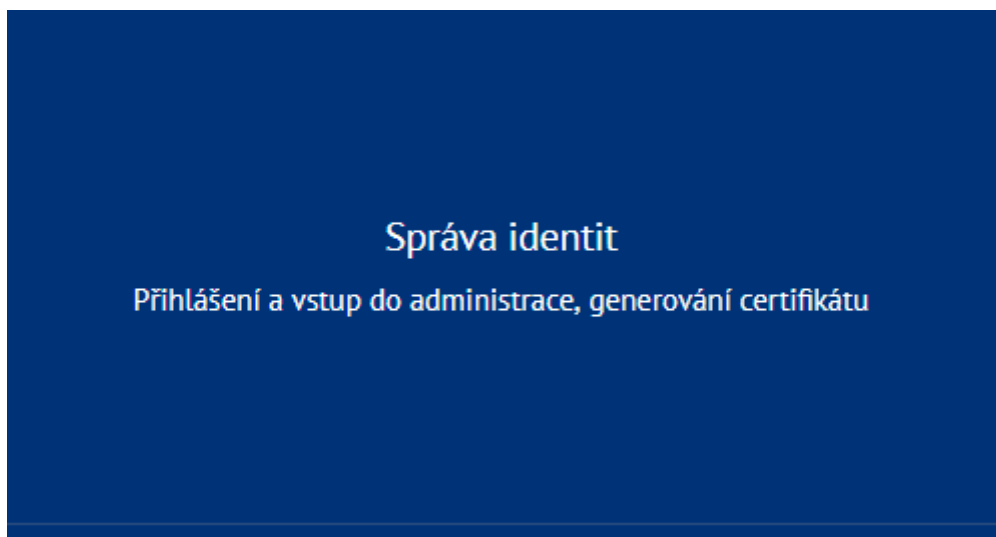 Správa identit
Přihlášení a vstup do administrace, generování certifikátu